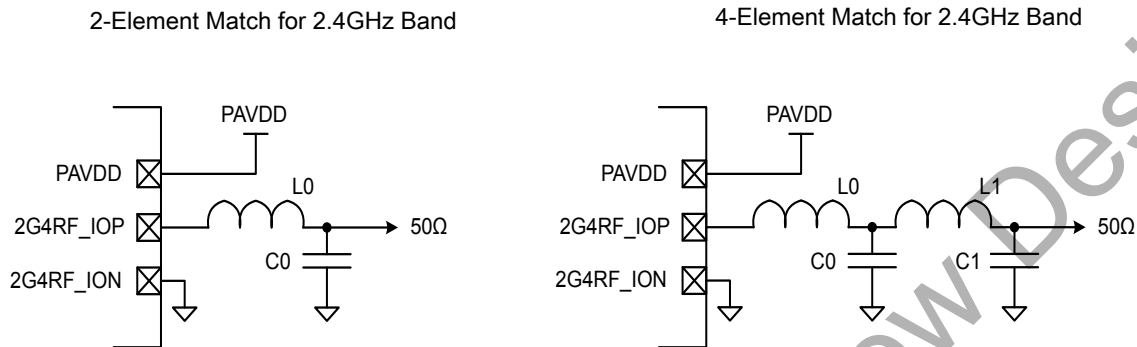 2-Element Match for 2.4GHz Band
PAVDD
PAVDD
L0
2G4RF_IOP
50Ω
C0
2G4RF_ION
4-Element Match for 2.4GHz Band
PAVDD
PAVDD
L0
L1
2G4RF_IOP
50Ω
C0
C1
2G4RF_ION